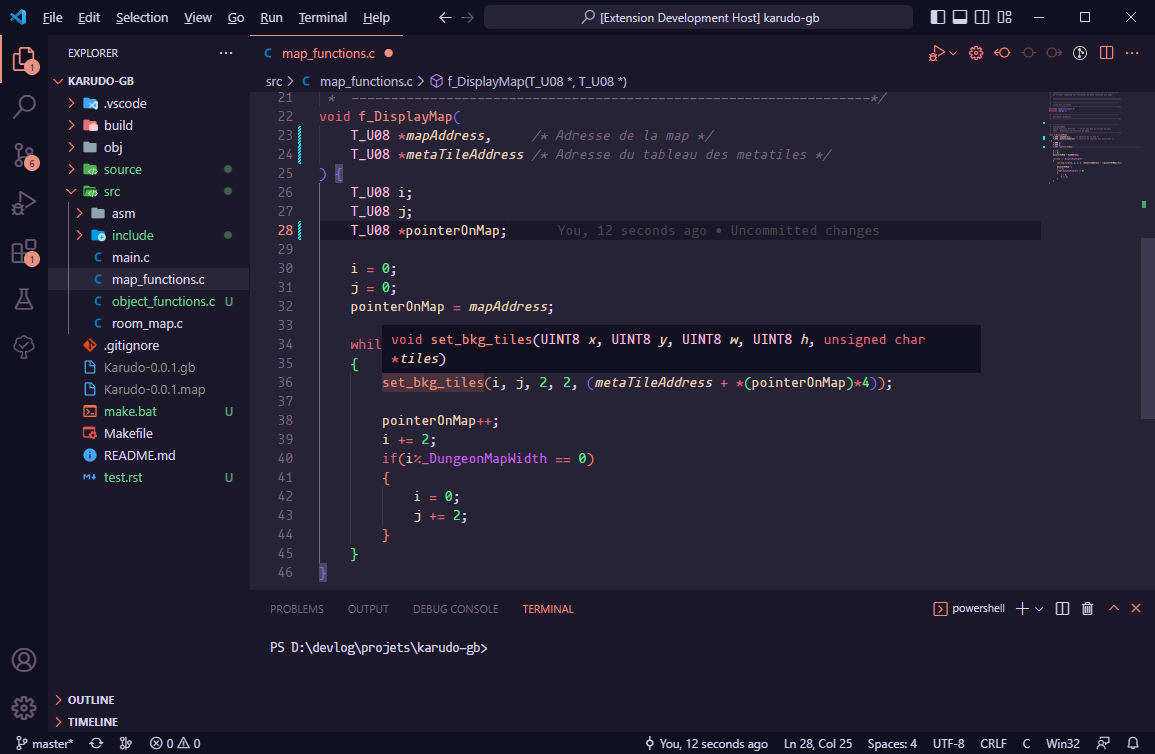 File Edit Selection View Go Run Terminal Help
[Extension Development Host] karudo-gb
EXPLORER
KARUDO-GB
.vscode
build
obj
source
src
asm
include
main.c
map_functions.c
object_functions.c U
room_map.c
.gitignore
Karudo-0.0.1.gb
Karudo-0.0.1.map
make.bat U
Makefile
README.md
test.rst U
OUTLINE
TIMELINE
1
6
1
C map_functions.c
src > C map_functions.c > f_DisplayMap(T_U08 *, T_U08 *)
21 * ------------------------------------------------------------------*/
22 void f_DisplayMap(
23 T_U08 *mapAddress, /* Adresse de la map */
24 T_U08 *metaTileAddress /* Adresse du tableau des metatiles */
25 ) {
26 T_U08 i;
27 T_U08 j;
28 T_U08 *pointerOnMap; You, 12 seconds ago • Uncommitted changes
29
30 i = 0;
31 j = 0;
32 pointerOnMap = mapAddress;
33
void set_bkg_tiles(UINT8 x, UINT8 y, UINT8 w, UINT8 h, unsigned char
*tiles)
34 whil
35 {
36 set_bkg_tiles(i, j, 2, 2, (metaTileAddress + *(pointerOnMap)*4));
37
38 pointerOnMap++;
39 i += 2;
40 if(i%_DungeonMapWidth == 0)
41 {
42 i = 0;
43 j += 2;
44 }
45 }
46 }
PROBLEMS OUTPUT DEBUG CONSOLE TERMINAL
powershell
PS D:\devlog\projets\karudo-gb>
master* 0 0
You, 12 seconds ago Ln 28, Col 25 Spaces: 4 UTF-8 CRLF C Win32